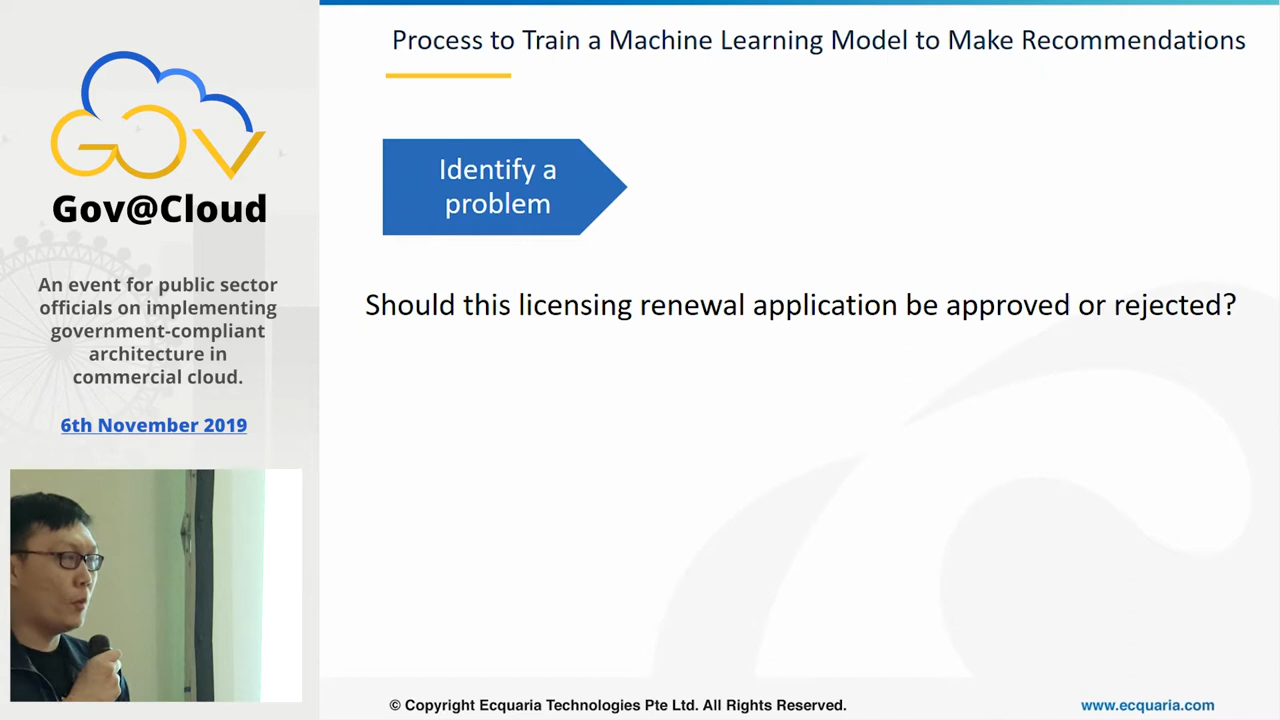 GOV
Gov@Cloud
An event for public sector
officials on implementing
government-compliant
architecture in
commercial cloud.
6th November 2019
Process to Train a Machine Learning Model to Make Recommendations
Identify a
problem
Should this licensing renewal application be approved or rejected?
© Copyright Ecquaria Technologies Pte Ltd. All Rights Reserved.
www.ecquaria.com